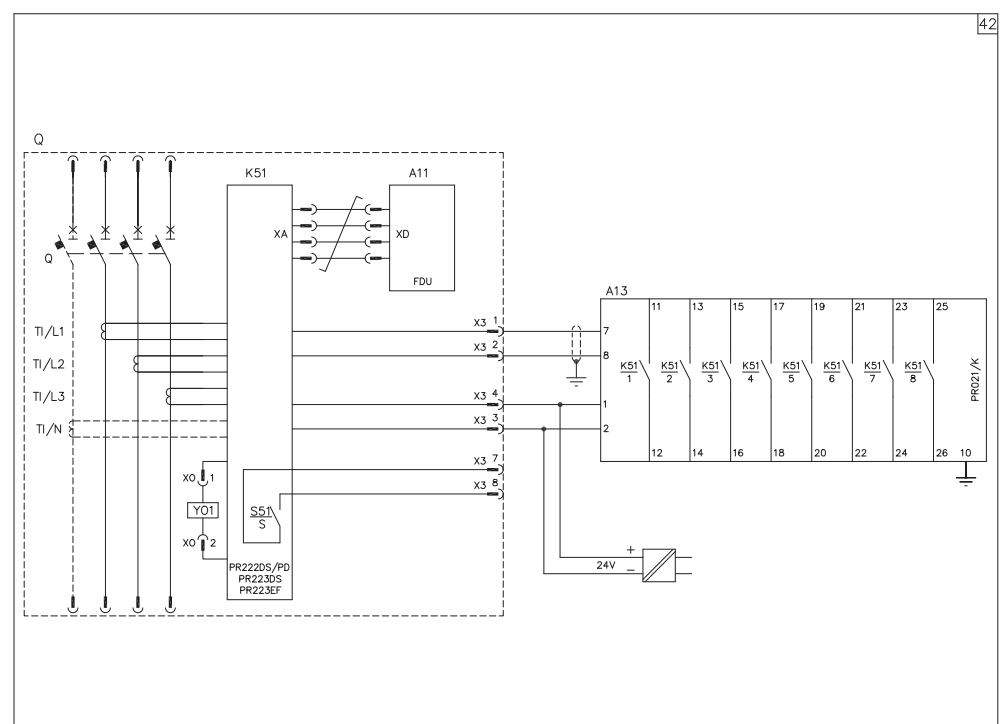 42
Q
K51
A11
XA
XD
FDU
Q
A13
11 13 15 17 19 21 23 25
TI/L1
X3 1
7
X3 2
8
TI/L2
K51 K51 K51 K51 K51 K51 K51 K51
1 2 3 4 5 6 7 8
PR021/K
TI/L3
X3 4
1
TI/N
X3 3
2
12 14 16 18 20 22 24 26 10
X3 7
XO 1
X3 8
YO1
S51
S
XO 2
+
24V
–
PR222DS/PD
PR223DS
PR223EF